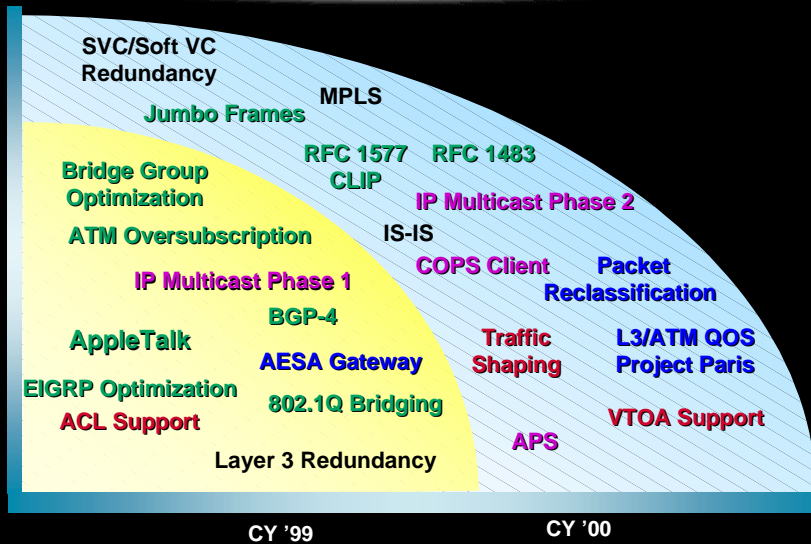 SVC/Soft VC
Redundancy
MPLS
Jumbo Frames
RFC 1577
CLIP
RFC 1483
Bridge Group
Optimization
IP Multicast Phase 2
ATM Oversubscription
IS-IS
COPS Client
Packet
Reclassification
IP Multicast Phase 1
BGP-4
AppleTalk
AESA Gateway
Traffic
Shaping
L3/ATM QOS
Project Paris
EIGRP Optimization
ACL Support
802.1Q Bridging
VTOA Support
APS
Layer 3 Redundancy
CY '99
CY '00